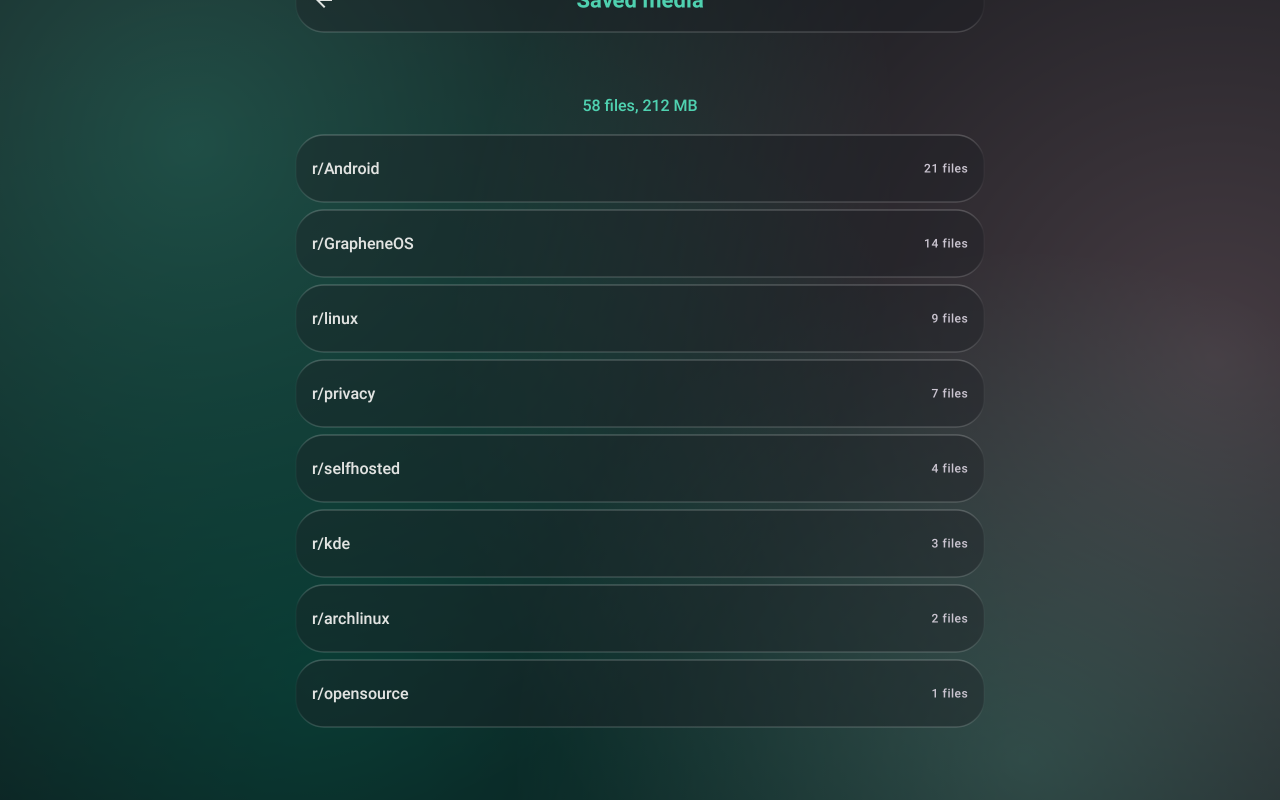 Saved media
58 files, 212 MB
r/Android 21 files
r/GrapheneOS 14 files
r/linux 9 files
r/privacy 7 files
r/selfhosted 4 files
r/kde 3 files
r/archlinux 2 files
r/opensource 1 files